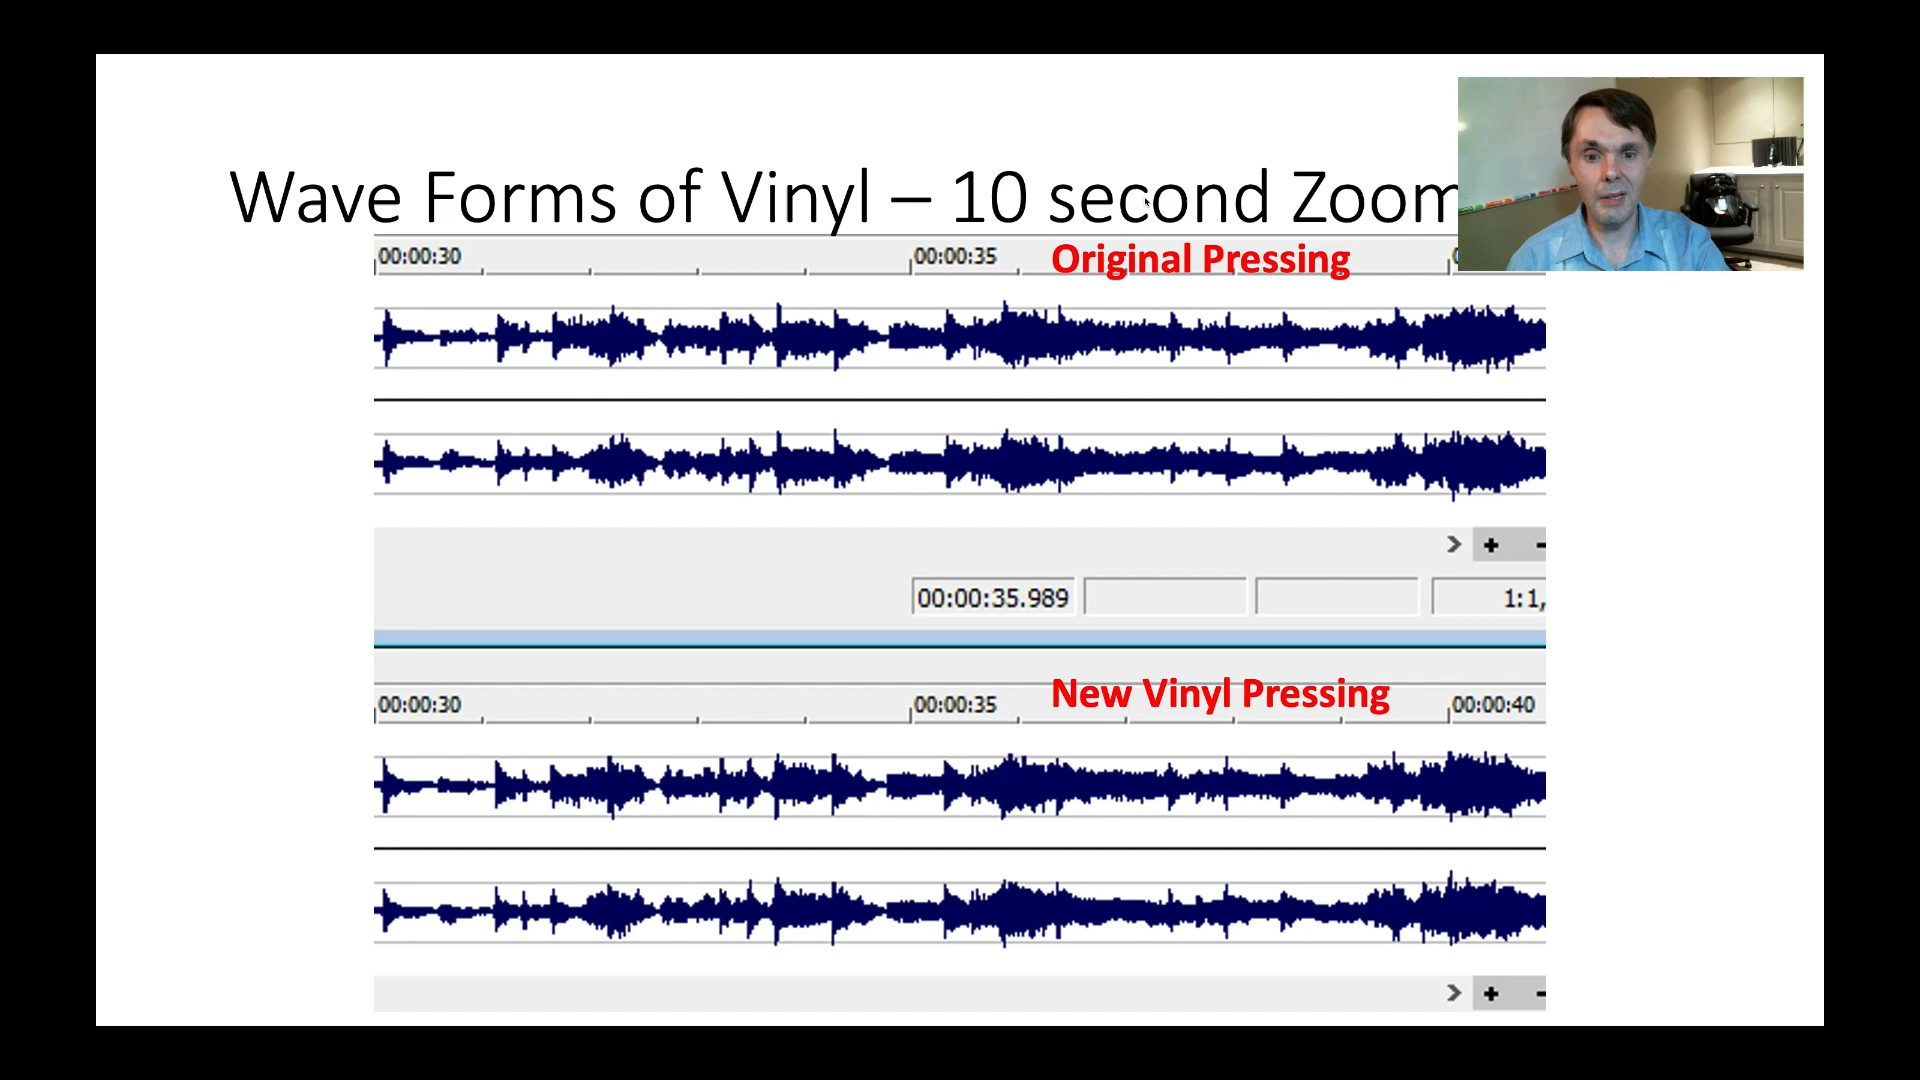 Wave Forms of Vinyl – 10 second Zoom
00:00:30 00:00:35 Original Pressing
> + -
00:00:35.989 1:1,
New Vinyl Pressing
00:00:30 00:00:35 00:00:40
> + -